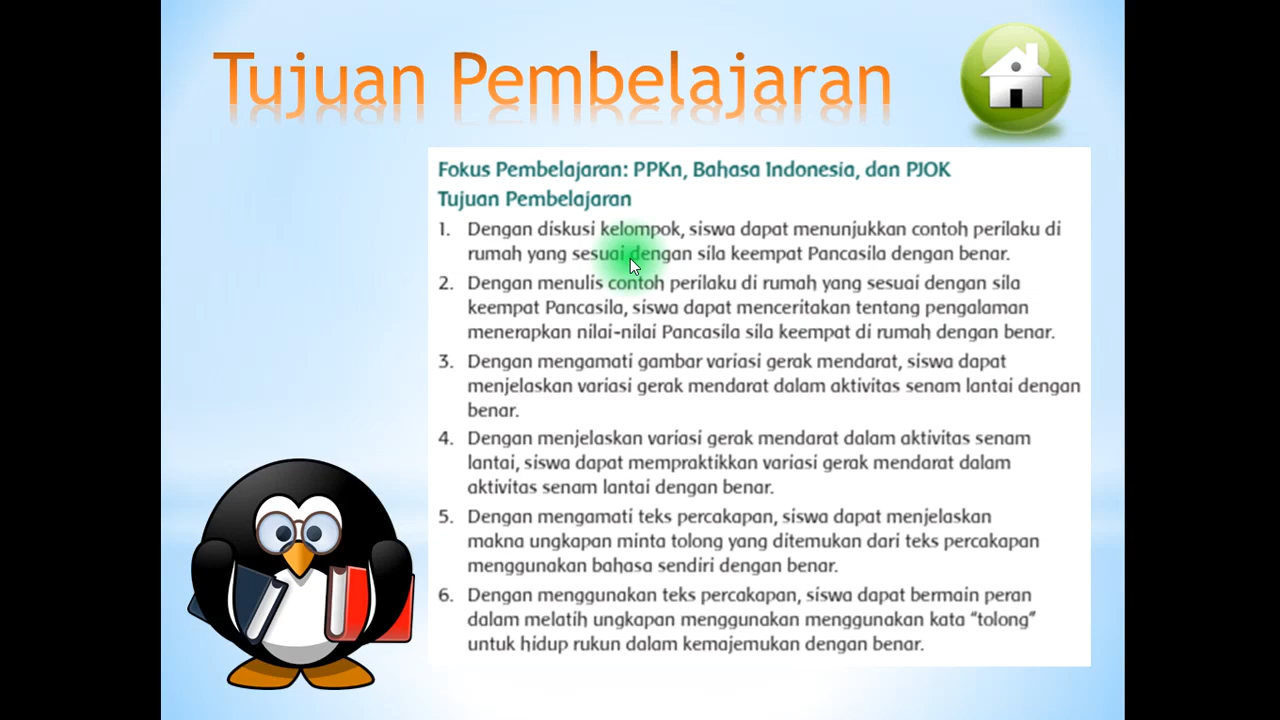 Tujuan Pembelajaran
Fokus Pembelajaran: PPKn, Bahasa Indonesia, dan PJOK
Tujuan Pembelajaran
1. Dengan diskusi kelompok, siswa dapat menunjukkan contoh perilaku di
rumah yang sesuai dengan sila keempat Pancasila dengan benar.
2. Dengan menulis contoh perilaku di rumah yang sesuai dengan sila
keempat Pancasila, siswa dapat menceritakan tentang pengalaman
menerapkan nilai-nilai Pancasila sila keempat di rumah dengan benar.
3. Dengan mengamati gambar variasi gerak mendarat, siswa dapat
menjelaskan variasi gerak mendarat dalam aktivitas senam lantai dengan
benar.
4. Dengan menjelaskan variasi gerak mendarat dalam aktivitas senam
lantai, siswa dapat mempraktikkan variasi gerak mendarat dalam
aktivitas senam lantai dengan benar.
5. Dengan mengamati teks percakapan, siswa dapat menjelaskan
makna ungkapan minta tolong yang ditemukan dari teks percakapan
menggunakan bahasa sendiri dengan benar.
6. Dengan menggunakan teks percakapan, siswa dapat bermain peran
dalam melatih ungkapan menggunakan menggunakan kata “tolong”
untuk hidup rukun dalam kemajemukan dengan benar.